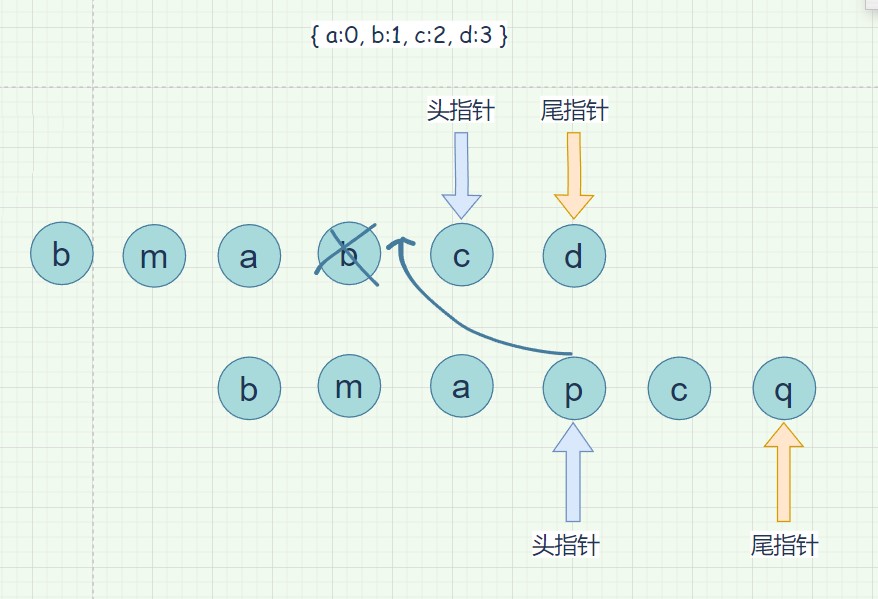 { a:0, b:1, c:2, d:3 }
头指针 尾指针
b m a b c d
b m a p c q
头指针 尾指针